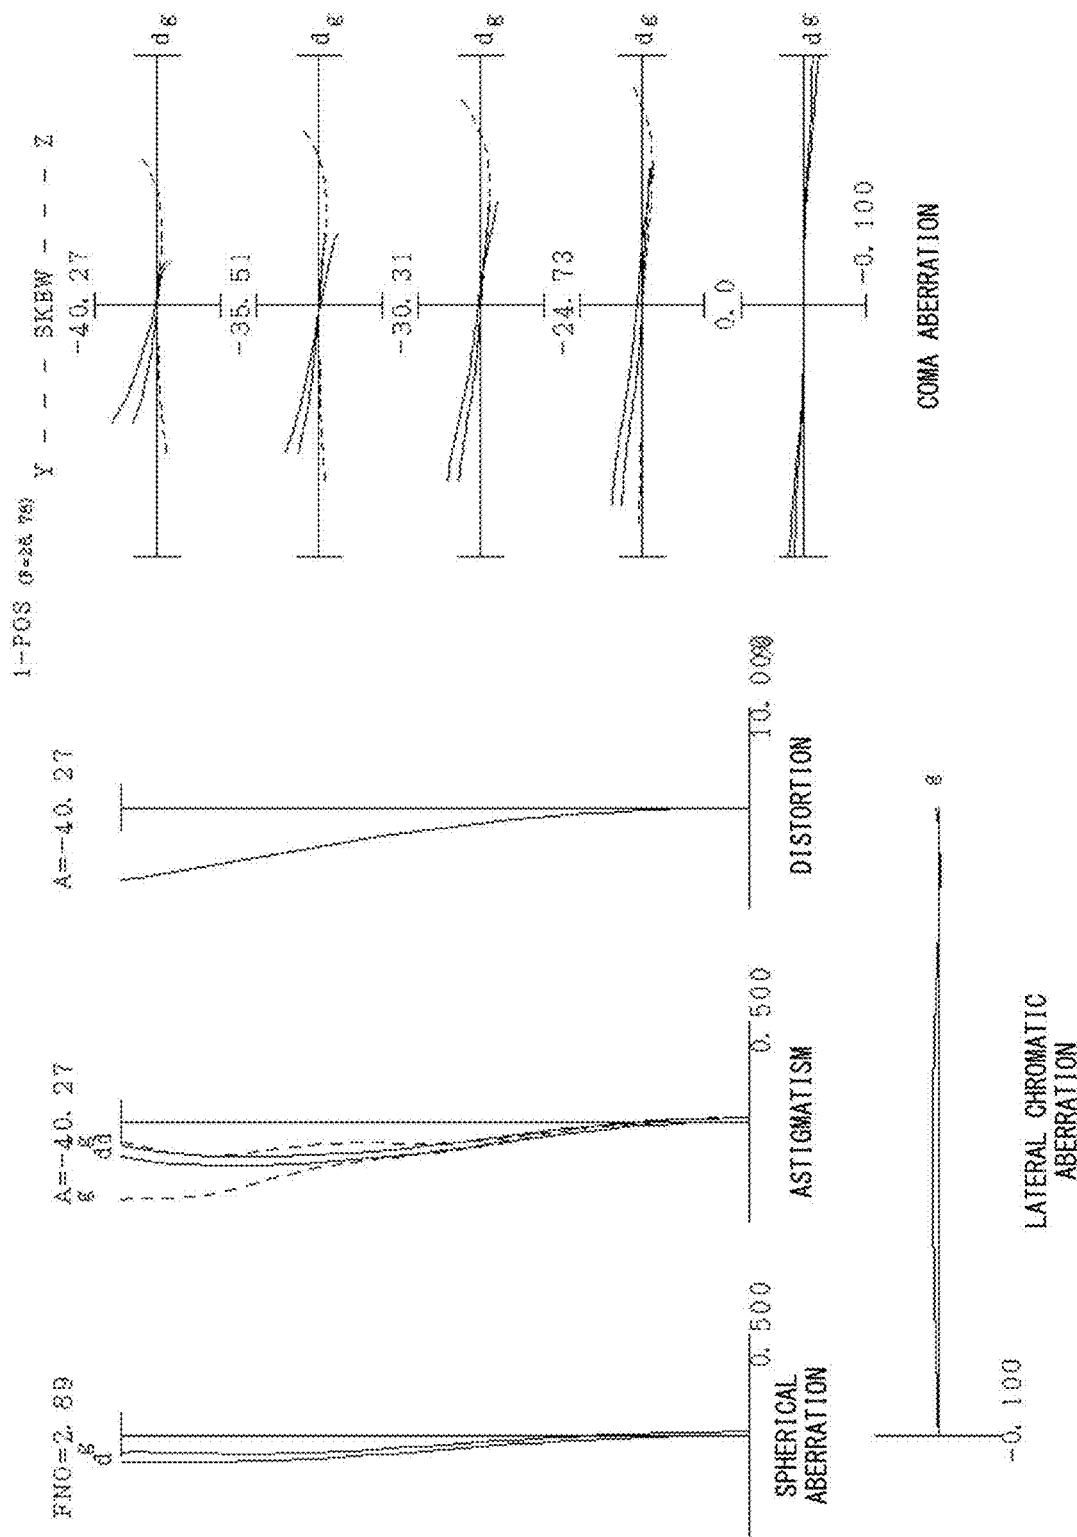 1-POS
Y - - - SKEW - - - Z
FNO=2.89
d g
0.500
SPHERICAL
ABERRATION
A=-40.27
g
d d g
0.500
ASTIGMATISM
A=-40.27
10.00%
DISTORTION
-40.27
d g
-35.51
d g
-30.31
d g
-24.73
d g
0.0
d g
-0.100
COMA ABERRATION
g
-0.100
LATERAL CHROMATIC
ABERRATION